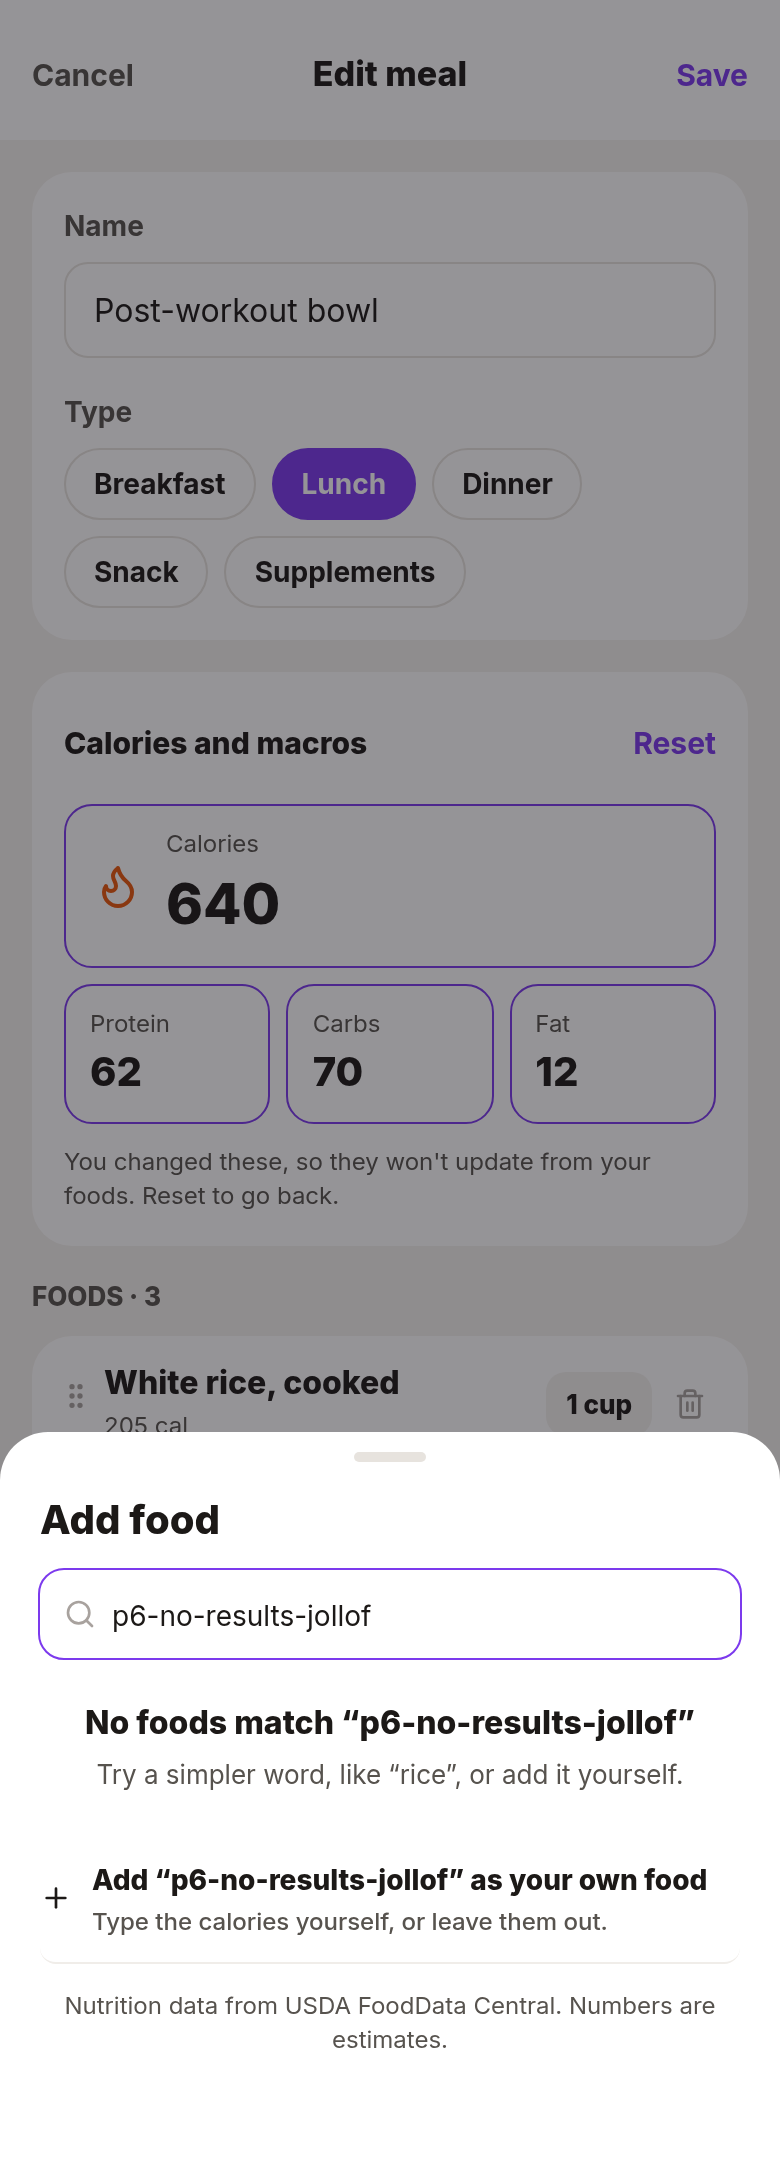 Cancel
Edit meal
Save
Name
Post-workout bowl
Type
Breakfast
Lunch
Dinner
Snack
Supplements
Calories and macros
Reset
Calories
640
Protein
62
Carbs
70
Fat
12
You changed these, so they won't update from your
foods. Reset to go back.
FOODS · 3
White rice, cooked
205 cal
1 cup
Add food
p6-no-results-jollof
No foods match “p6-no-results-jollof”
Try a simpler word, like “rice”, or add it yourself.
Add “p6-no-results-jollof” as your own food
Type the calories yourself, or leave them out.
Nutrition data from USDA FoodData Central. Numbers are
estimates.